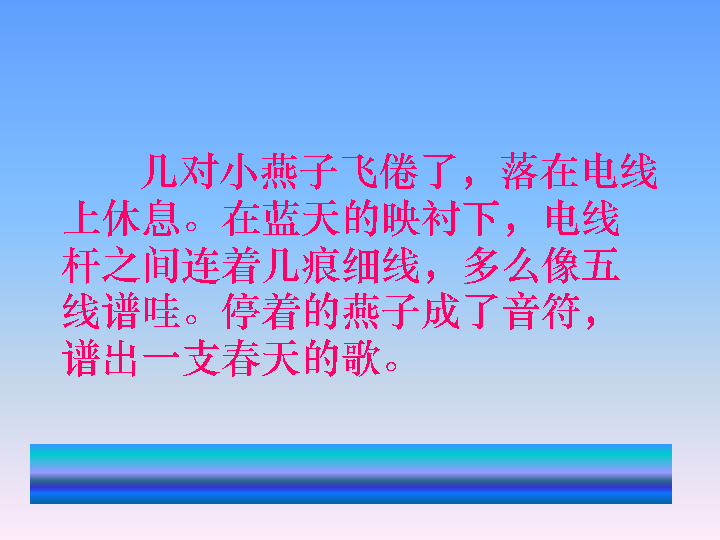 几对小燕子飞倦了，落在电线
上休息。在蓝天的映衬下，电线
杆之间连着几痕细线，多么像五
线谱哇。停着的燕子成了音符，
谱出一支春天的歌。